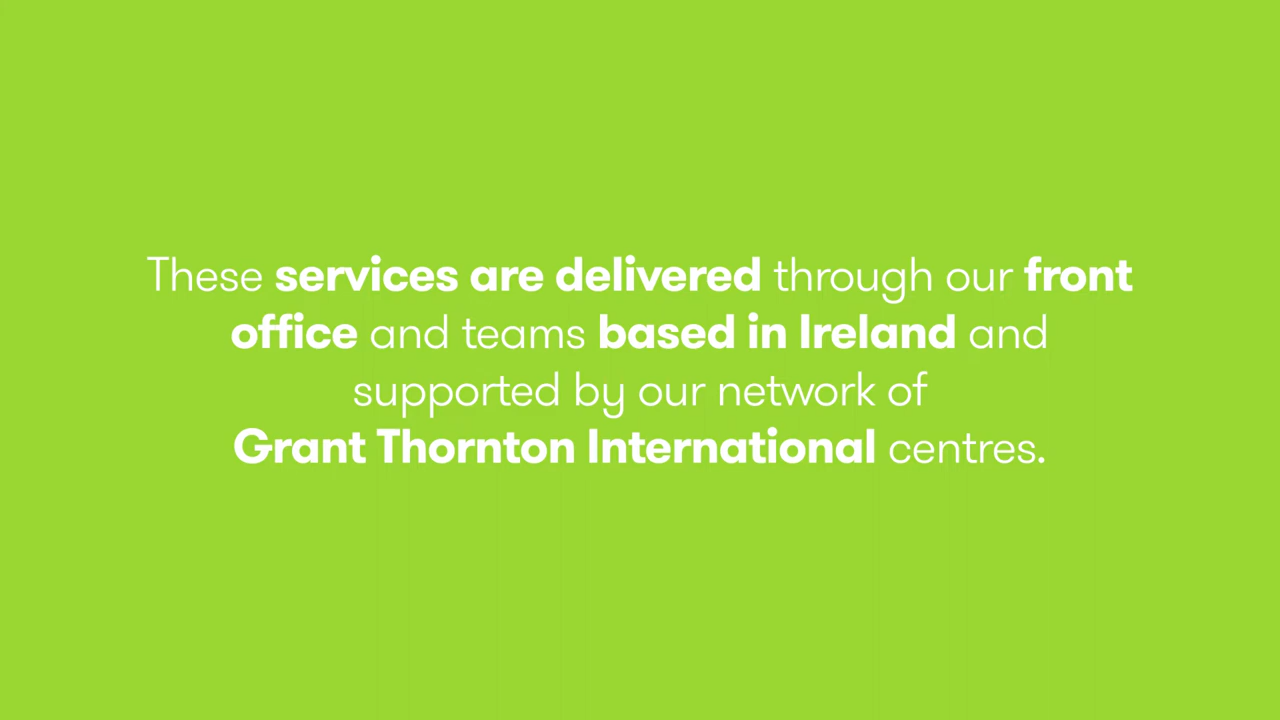 These services are delivered through our front
office and teams based in Ireland and
supported by our network of
Grant Thornton International centres.